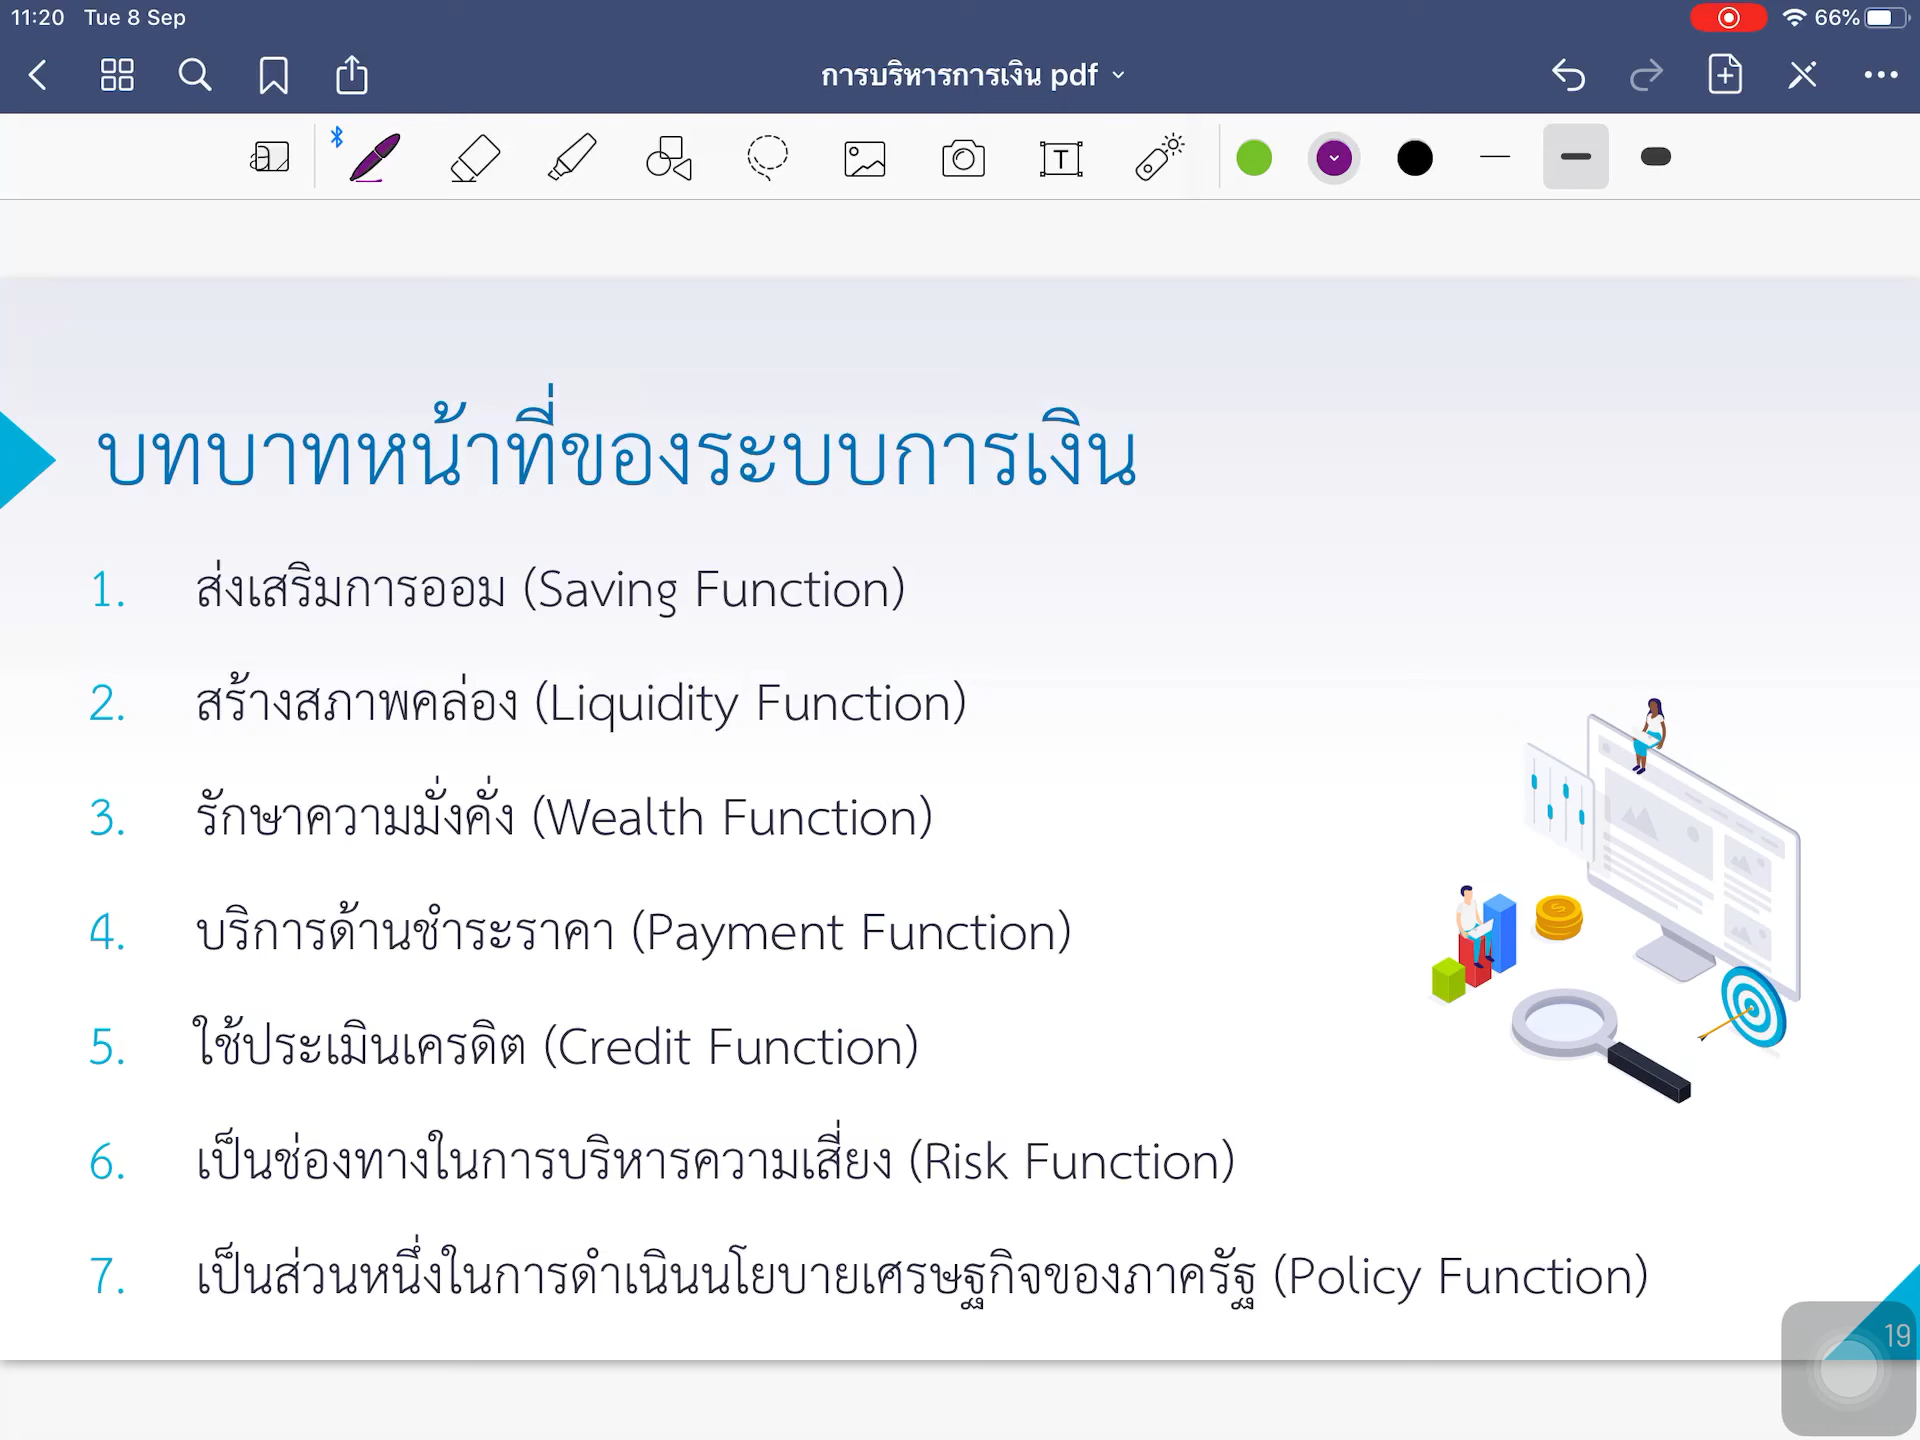 11:20 Tue 8 Sep
66%
การบริหารการเงิน pdf
บทบาทหน้าที่ของระบบการเงิน
1. ส่งเสริมการออม (Saving Function)
2. สร้างสภาพคล่อง (Liquidity Function)
3. รักษาความมั่งคั่ง (Wealth Function)
4. บริการด้านชำระราคา (Payment Function)
5. ใช้ประเมินเครดิต (Credit Function)
6. เป็นช่องทางในการบริหารความเสี่ยง (Risk Function)
7. เป็นส่วนหนึ่งในการดำเนินนโยบายเศรษฐกิจของภาครัฐ (Policy Function)
19